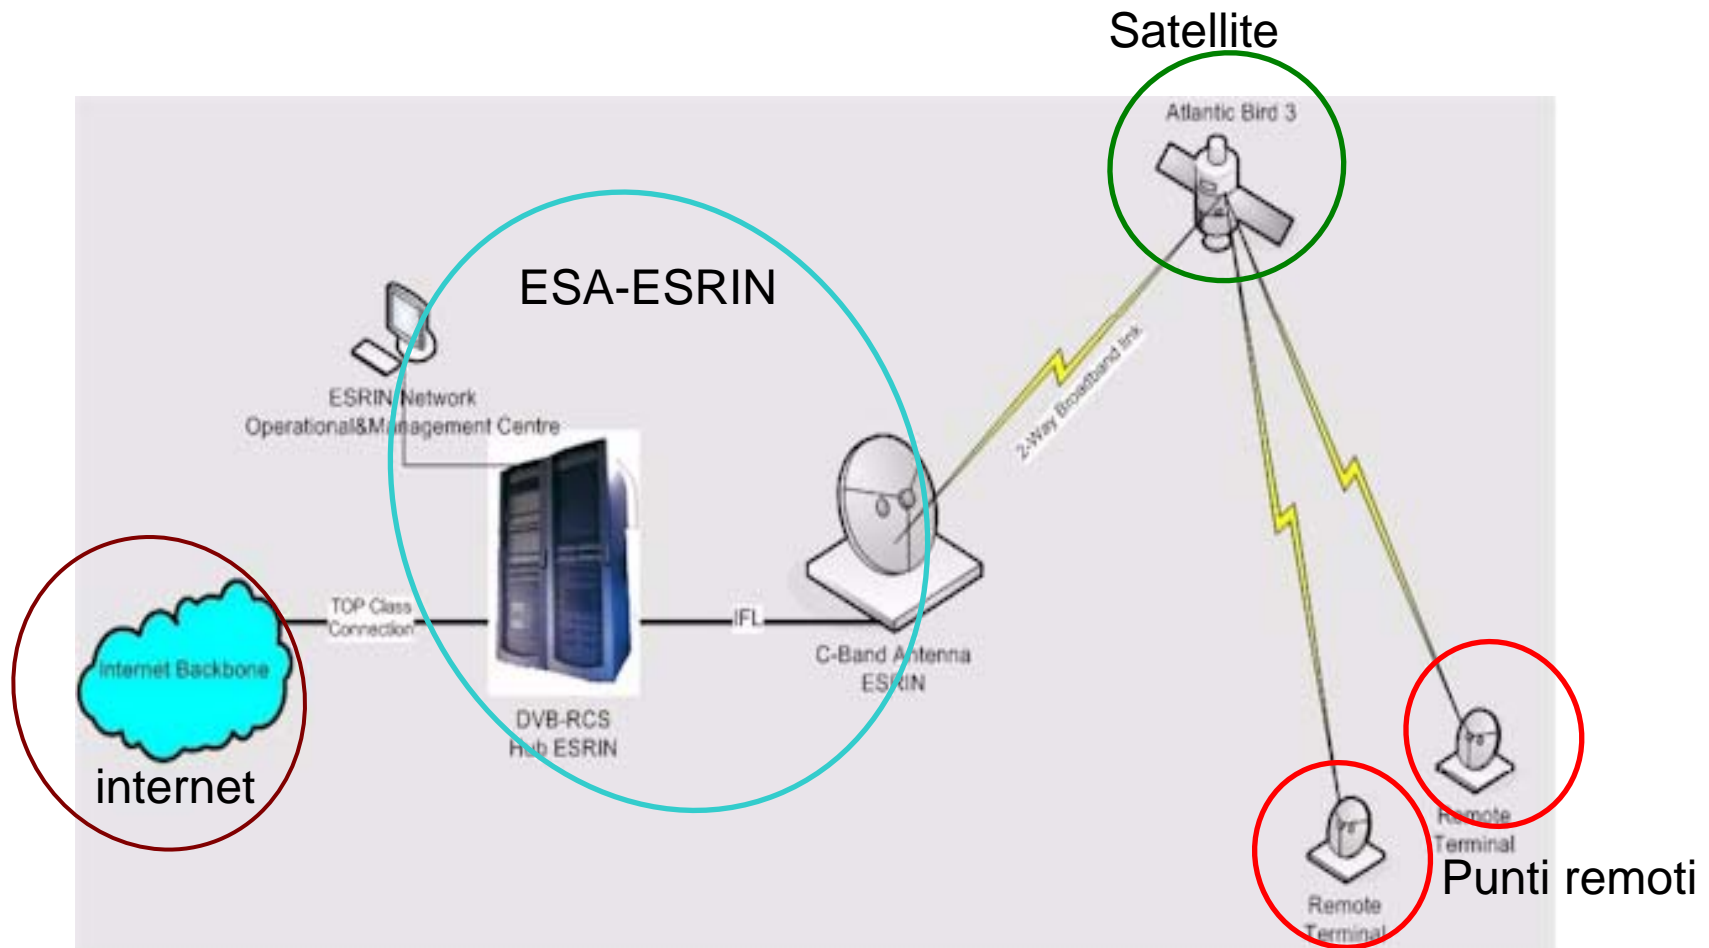 Satellite
Atlantic Bird 3
ESA-ESRIN
2-Way Broadband link
ESRIN Network
Operational&Management Centre
TOP Class
Connection
IFL
Internet Backbone
C-Band Antenna
ESRIN
DVB-RCS
Hub ESRIN
internet
Remote
Terminal
Punti remoti
Remote
Terminal